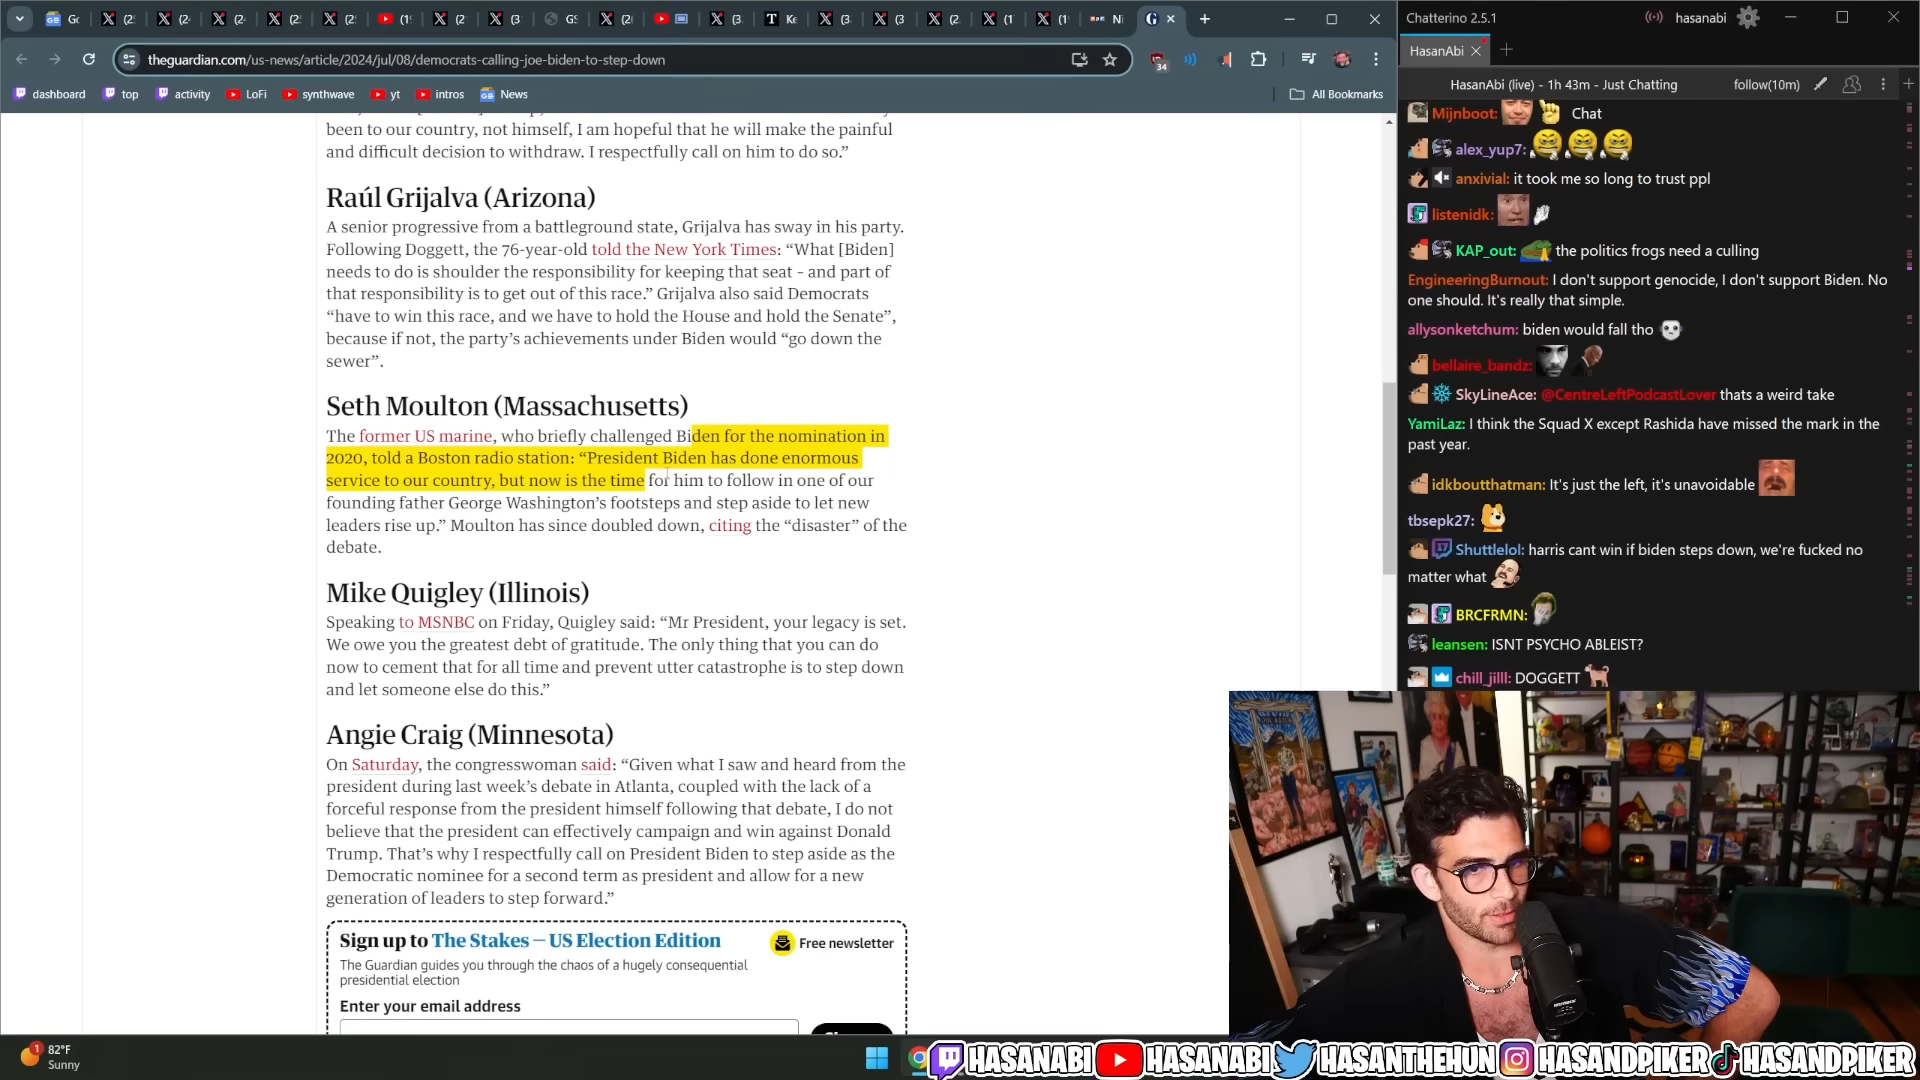 theguardian.com/us-news/article/2024/jul/08/democrats-calling-joe-biden-to-step-down
34
dashboard
top
activity
LoFi
synthwave
yt
intros
News
All Bookmarks
been to our country, not himself, I am hopeful that he will make the painful
and difficult decision to withdraw. I respectfully call on him to do so.”
Raúl Grijalva (Arizona)
A senior progressive from a battleground state, Grijalva has sway in his party.
Following Doggett, the 76-year-old told the New York Times: “What [Biden]
needs to do is shoulder the responsibility for keeping that seat – and part of
that responsibility is to get out of this race.” Grijalva also said Democrats
“have to win this race, and we have to hold the House and hold the Senate”,
because if not, the party’s achievements under Biden would “go down the
sewer”.
Seth Moulton (Massachusetts)
The former US marine, who briefly challenged Biden for the nomination in
2020, told a Boston radio station: “President Biden has done enormous
service to our country, but now is the time for him to follow in one of our
founding father George Washington’s footsteps and step aside to let new
leaders rise up.” Moulton has since doubled down, citing the “disaster” of the
debate.
Mike Quigley (Illinois)
Speaking to MSNBC on Friday, Quigley said: “Mr President, your legacy is set.
We owe you the greatest debt of gratitude. The only thing that you can do
now to cement that for all time and prevent utter catastrophe is to step down
and let someone else do this.”
Angie Craig (Minnesota)
On Saturday, the congresswoman said: “Given what I saw and heard from the
president during last week’s debate in Atlanta, coupled with the lack of a
forceful response from the president himself following that debate, I do not
believe that the president can effectively campaign and win against Donald
Trump. That’s why I respectfully call on President Biden to step aside as the
Democratic nominee for a second term as president and allow for a new
generation of leaders to step forward.”
Sign up to The Stakes — US Election Edition
Free newsletter
The Guardian guides you through the chaos of a hugely consequential
presidential election
Enter your email address
1
82°F
Sunny
Chatterino 2.5.1
hasanabi
HasanAbi
HasanAbi (live) - 1h 43m - Just Chatting
follow(10m)
Mijnboot: Chat
alex_yup7:
anxivial: it took me so long to trust ppl
listenidk:
KAP_out: the politics frogs need a culling
EngineeringBurnout: I don't support genocide, I don't support Biden. No
one should. It's really that simple.
allysonketchum: biden would fall tho
bellaire_bandz:
SkyLineAce: @CentreLeftPodcastLover thats a weird take
YamiLaz: I think the Squad X except Rashida have missed the mark in the
past year.
idkboutthatman: It's just the left, it's unavoidable
tbsepk27:
Shuttlelol: harris cant win if biden steps down, we're fucked no
matter what
BRCFRMN:
leansen: ISNT PSYCHO ABLEIST?
chill_jilll: DOGGETT
HASANABI
HASANABI
HASANTHEHUN
HASANDPIKER
HASANDPIKER